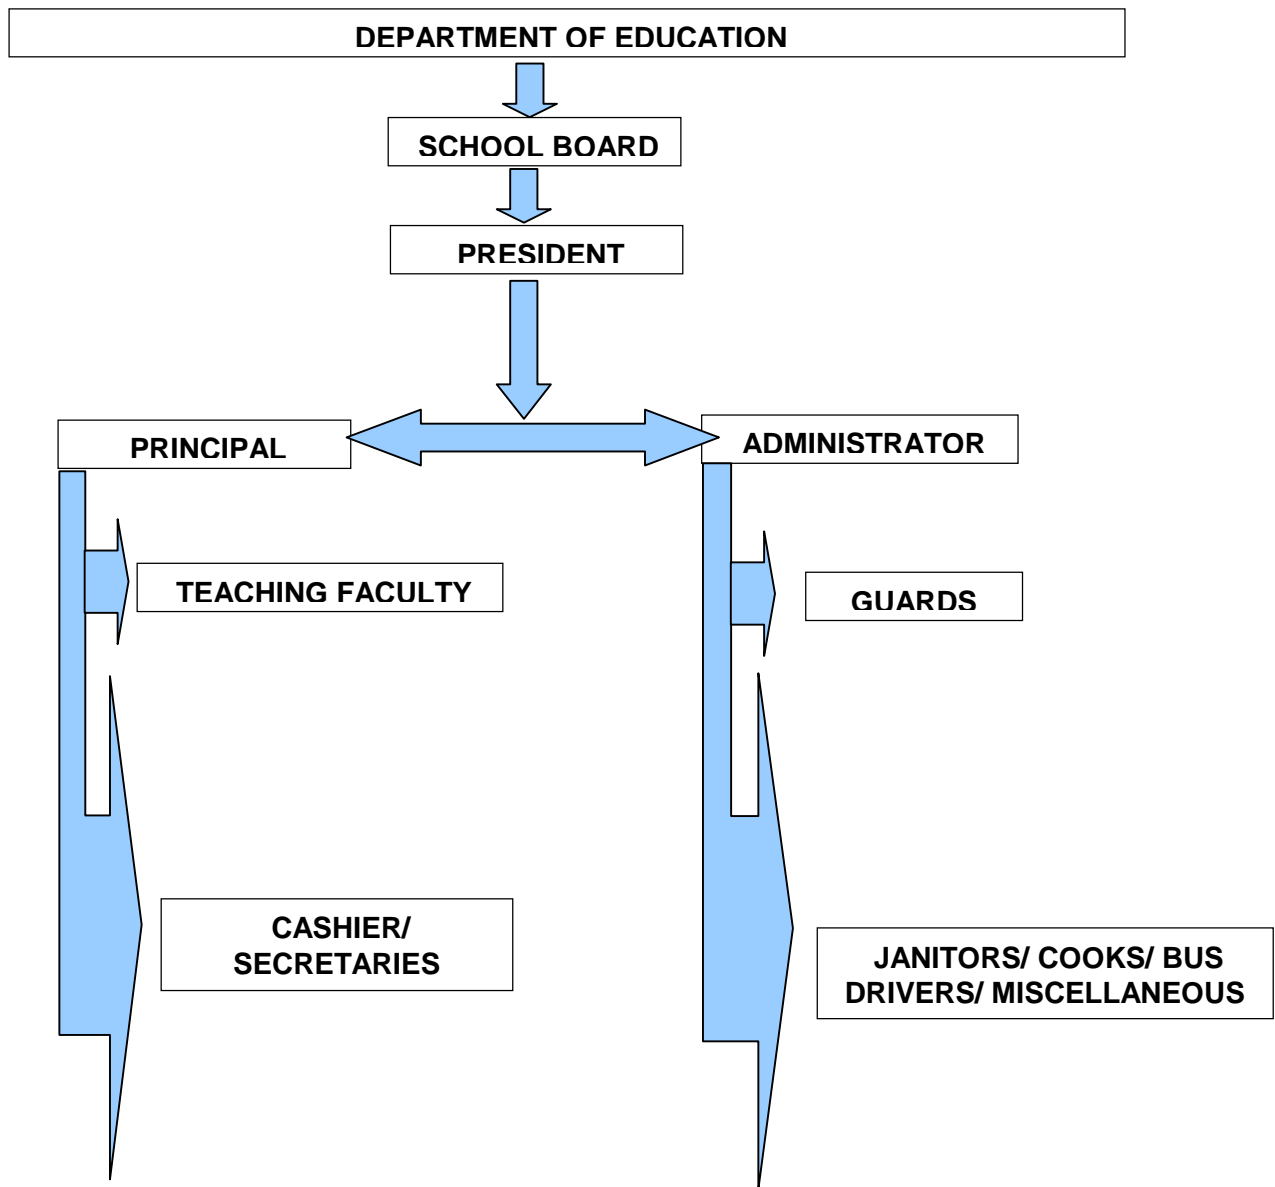 DEPARTMENT OF EDUCATION
SCHOOL BOARD
PRESIDENT
PRINCIPAL
ADMINISTRATOR
TEACHING FACULTY
GUARDS
CASHIER/
SECRETARIES
JANITORS/ COOKS/ BUS
DRIVERS/ MISCELLANEOUS